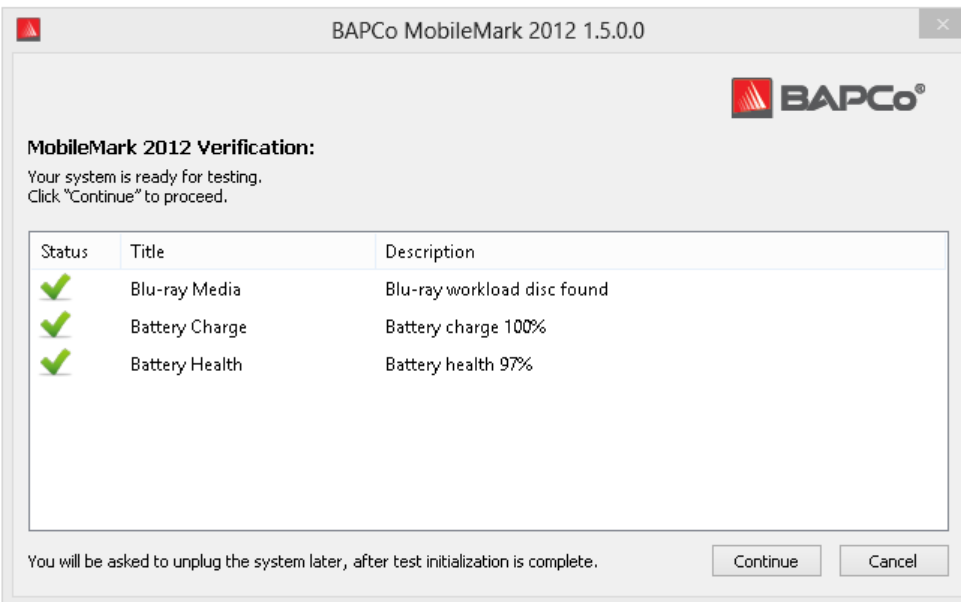 BAPCo MobileMark 2012 1.5.0.0
BAPCo®
MobileMark 2012 Verification:
Your system is ready for testing.
Click "Continue" to proceed.
Status Title Description
Blu-ray Media Blu-ray workload disc found
Battery Charge Battery charge 100%
Battery Health Battery health 97%
You will be asked to unplug the system later, after test initialization is complete. Continue Cancel